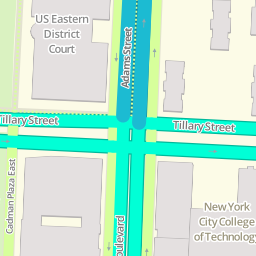 US Eastern
District
Court
Adams Street
Tillary Street
Tillary Street
Cadman Plaza East
oulevard
New York
City College
of Technology